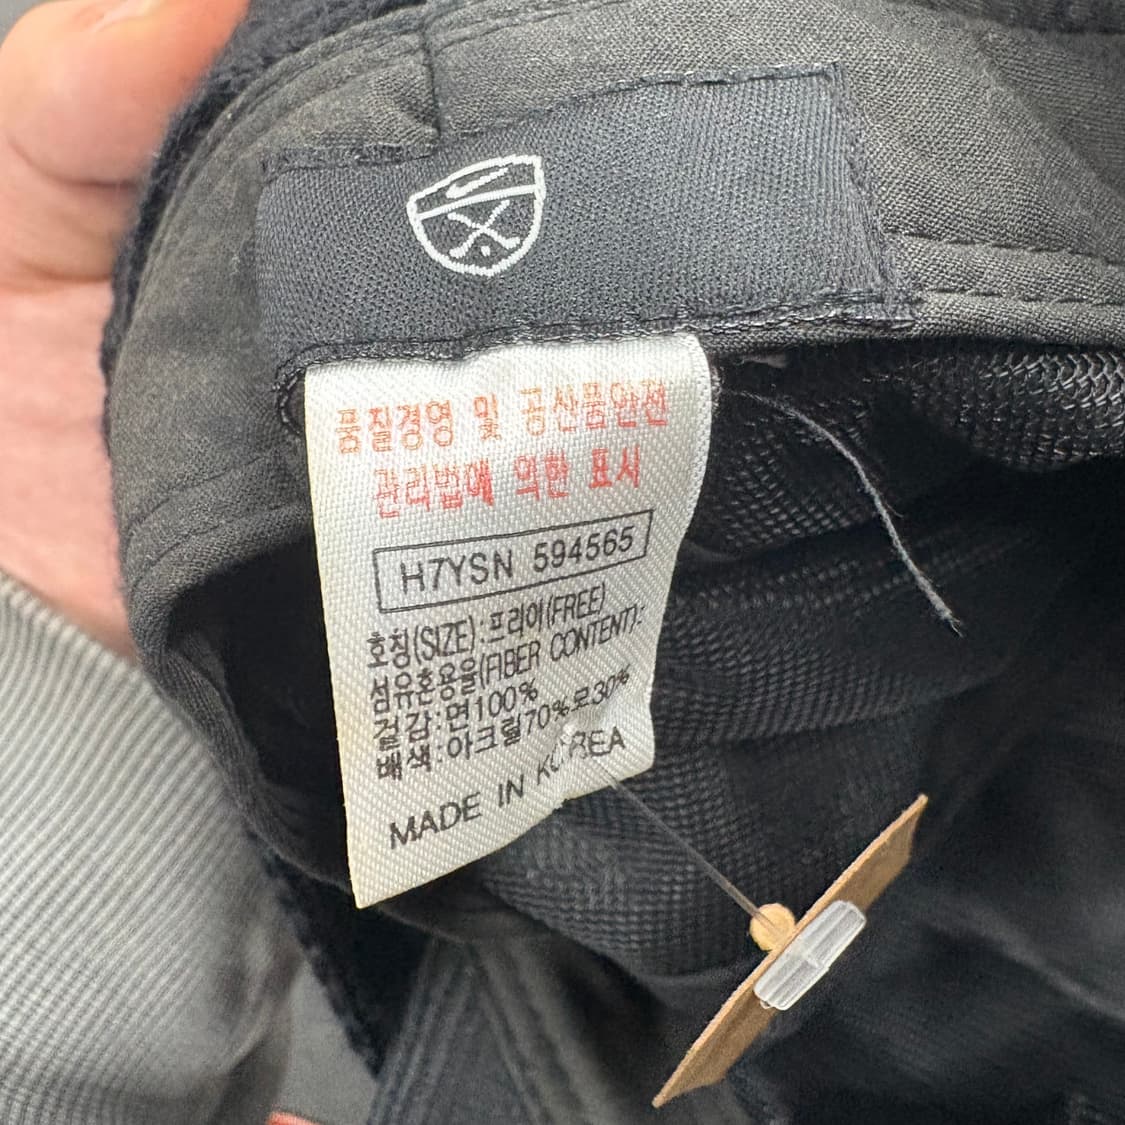 품질경영 및 공산품안전
관리법에 의한 표시
H7YSN 594565
호칭(SIZE):프리이(FREE)
섬유혼용율(FIBER CONTENT):
겉감:면100%
배색:아크릴70%모30%
MADE IN KOREA